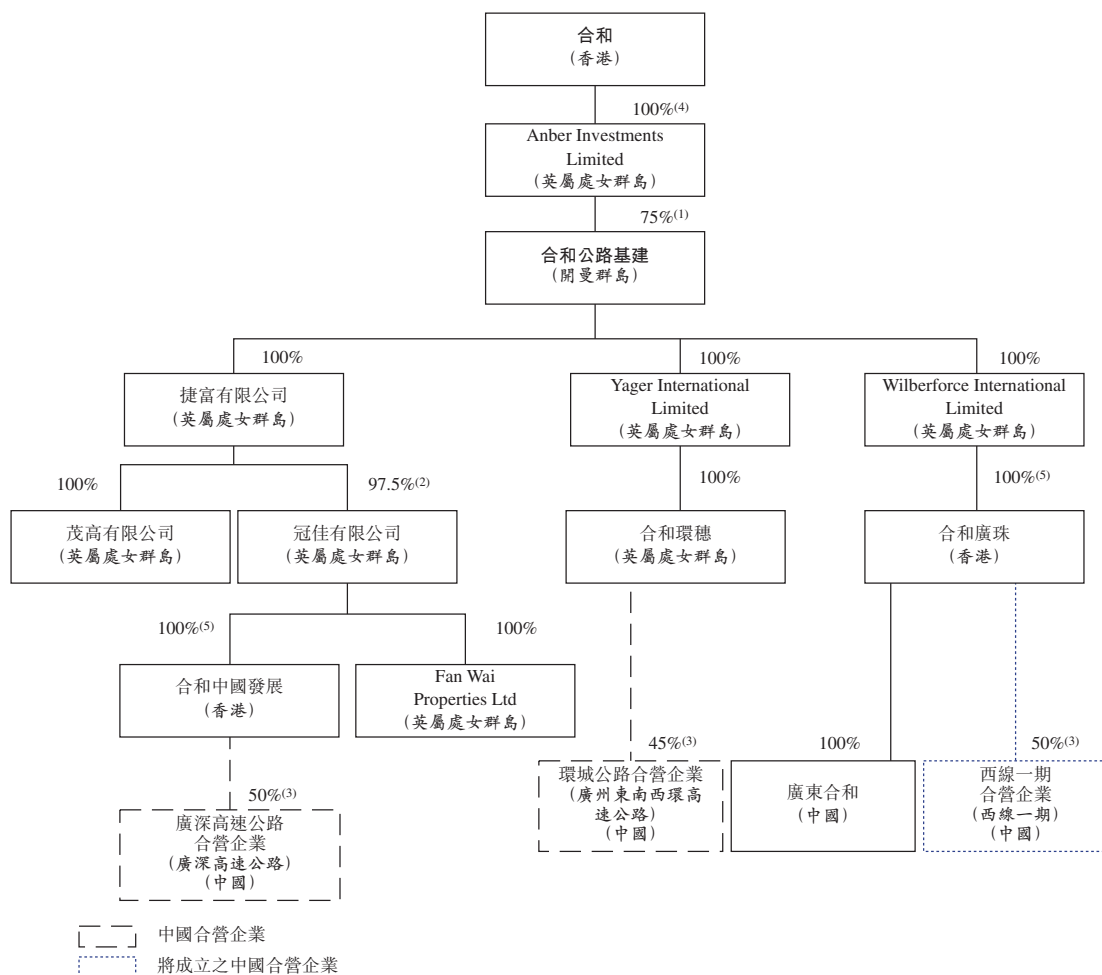 合和
(香港)
100%(4)
Anber Investments
Limited
(英屬處女群島)
75%(1)
合和公路基建
(開曼群島)
100%
100%
100%
捷富有限公司
(英屬處女群島)
Yager International
Limited
(英屬處女群島)
Wilberforce International
Limited
(英屬處女群島)
100%
97.5%(2)
100%
100%(5)
茂高有限公司
(英屬處女群島)
冠佳有限公司
(英屬處女群島)
合和環穗
(英屬處女群島)
合和廣珠
(香港)
100%(5)
100%
合和中國發展
(香港)
Fan Wai
Properties Ltd
(英屬處女群島)
45%(3)
100%
50%(3)
環城公路合營企業
(廣州東南西環高
速公路)
(中國)
廣東合和
(中國)
西線一期
合營企業
(西線一期)
(中國)
50%(3)
廣深高速公路
合營企業
(廣深高速公路)
(中國)
中國合營企業
將成立之中國合營企業